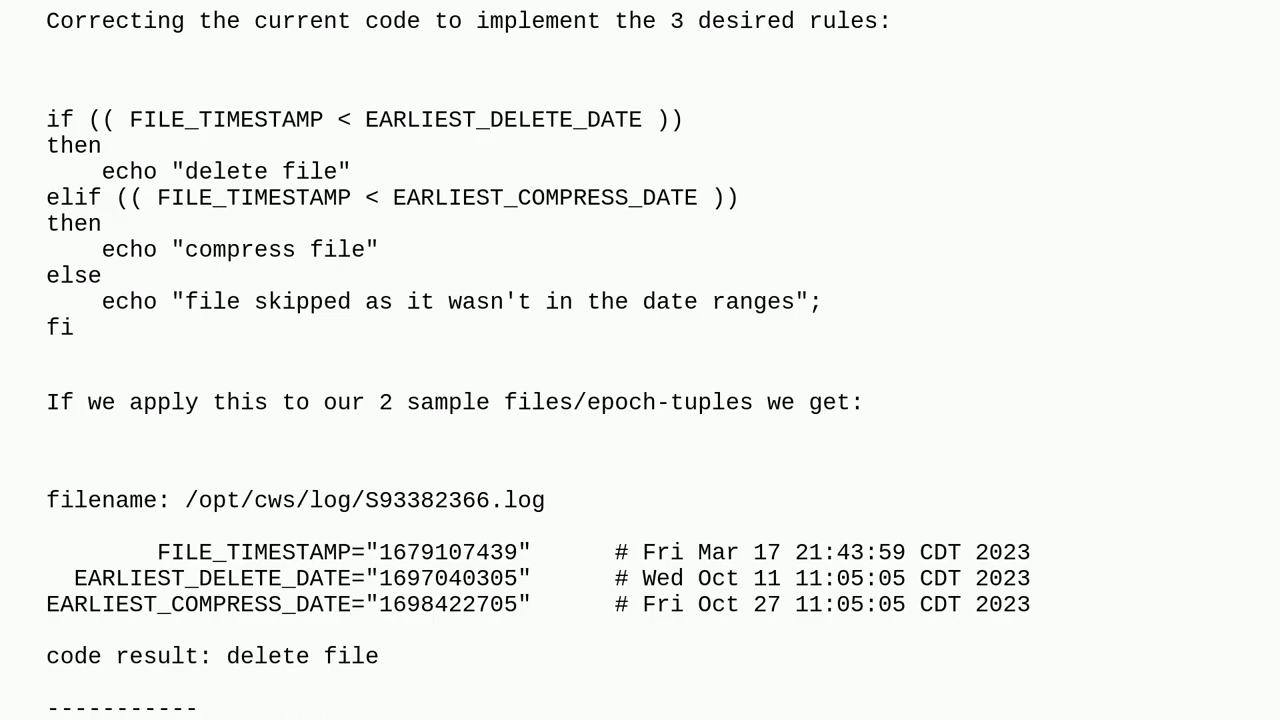 Correcting the current code to implement the 3 desired rules:
if (( FILE_TIMESTAMP < EARLIEST_DELETE_DATE ))
then
    echo "delete file"
elif (( FILE_TIMESTAMP < EARLIEST_COMPRESS_DATE ))
then
    echo "compress file"
else
    echo "file skipped as it wasn't in the date ranges";
fi
If we apply this to our 2 sample files/epoch-tuples we get:
filename: /opt/cws/log/S93382366.log
        FILE_TIMESTAMP="1679107439"      # Fri Mar 17 21:43:59 CDT 2023
  EARLIEST_DELETE_DATE="1697040305"      # Wed Oct 11 11:05:05 CDT 2023
EARLIEST_COMPRESS_DATE="1698422705"      # Fri Oct 27 11:05:05 CDT 2023
code result: delete file
-----------